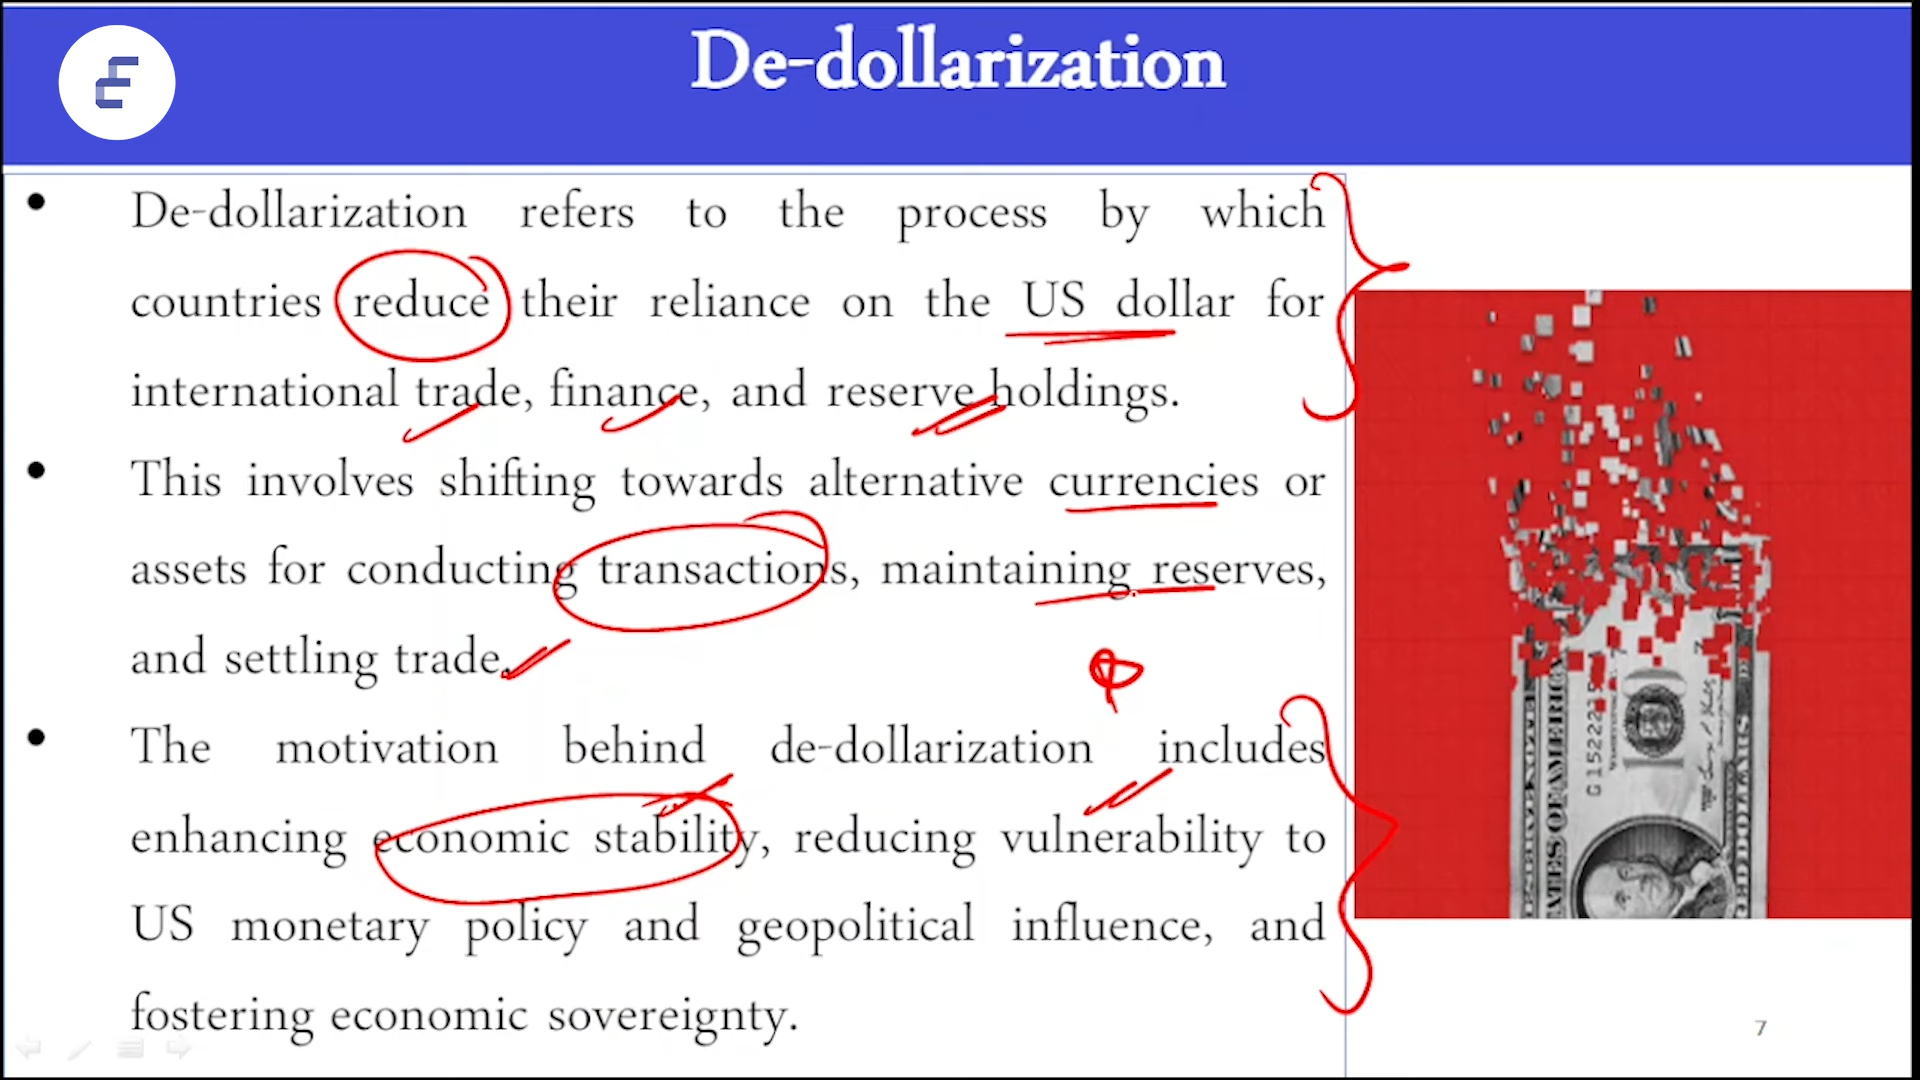 De-dollarization
• De-dollarization refers to the process by which
countries reduce their reliance on the US dollar for
international trade, finance, and reserve holdings.
• This involves shifting towards alternative currencies or
assets for conducting transactions, maintaining reserves,
and settling trade.
• The motivation behind de-dollarization includes
enhancing economic stability, reducing vulnerability to
US monetary policy and geopolitical influence, and
fostering economic sovereignty.
7